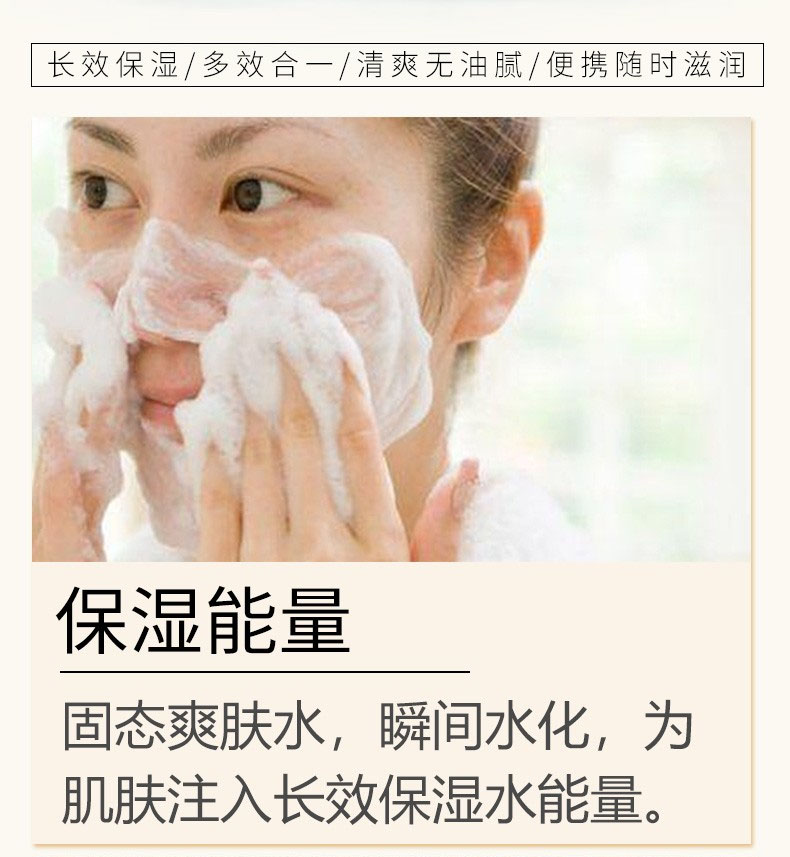 长效保湿/多效合一/清爽无油腻/便携随时滋润
保湿能量
固态爽肤水，瞬间水化，为
肌肤注入长效保湿水能量。